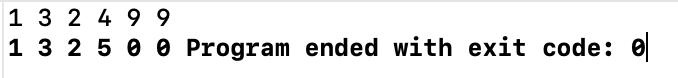 1 3 2 4 9 9
1 3 2 5 0 0 Program ended with exit code: 0